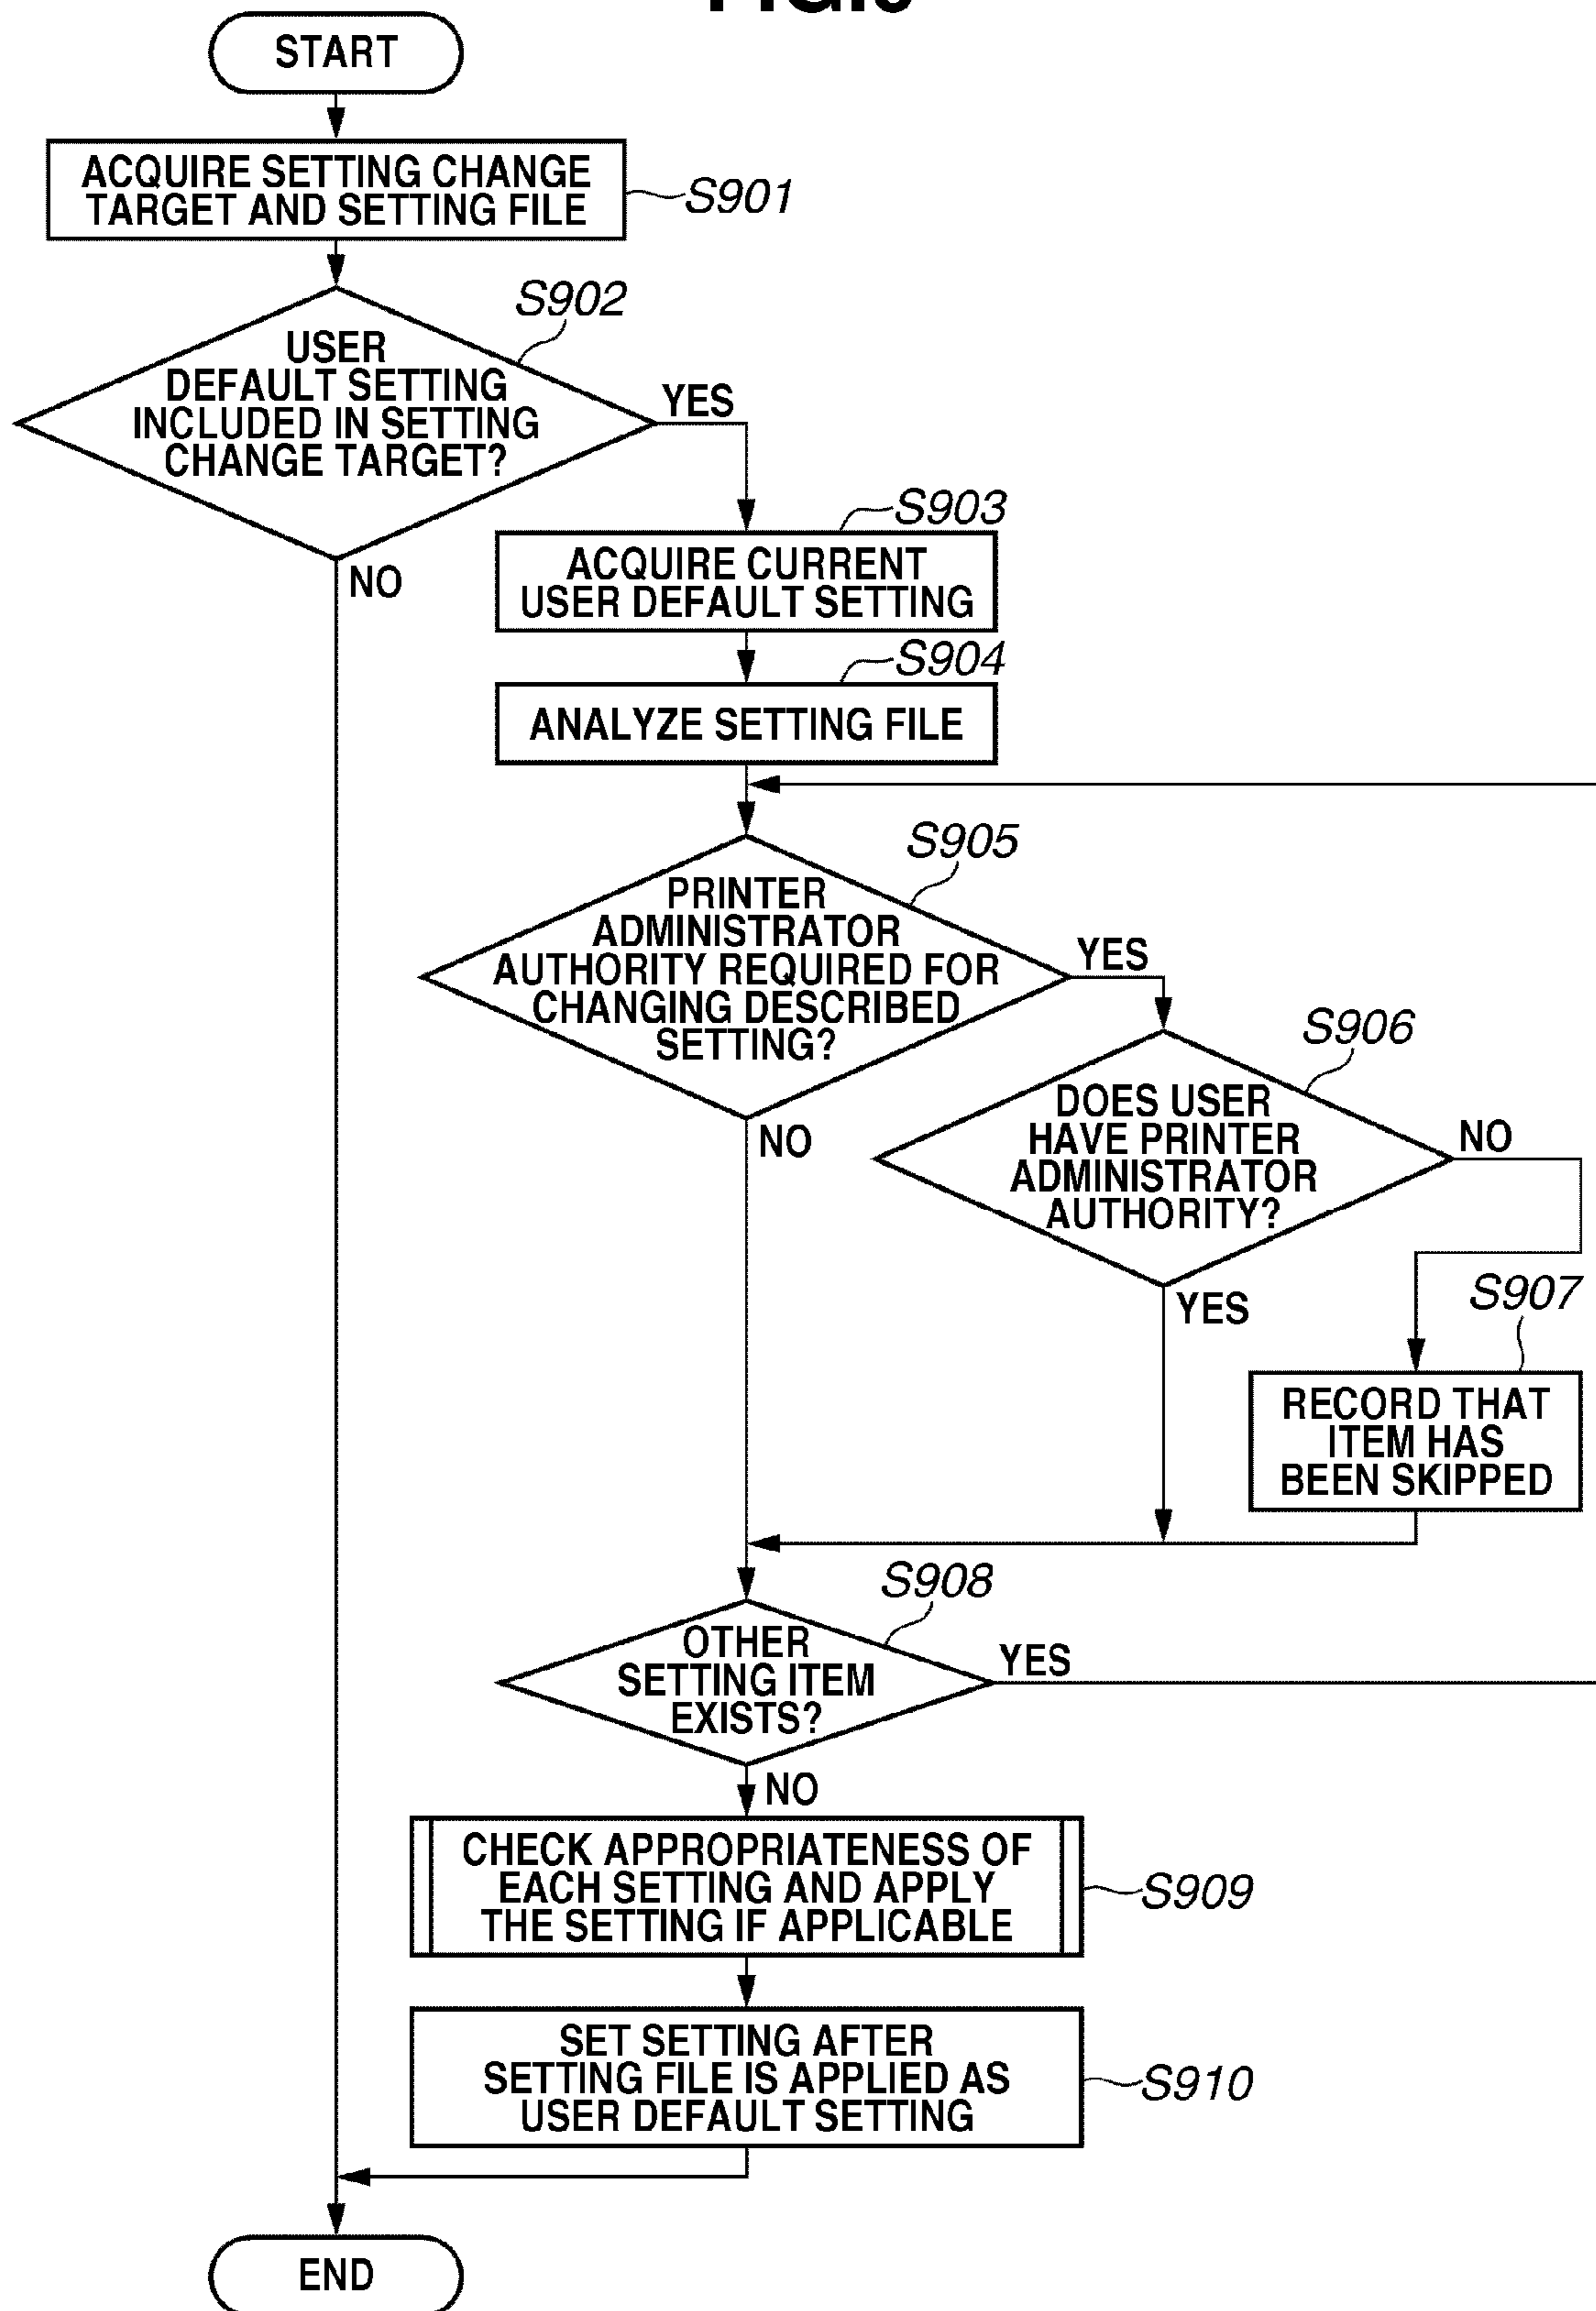 START
ACQUIRE SETTING CHANGE
TARGET AND SETTING FILE
S901
S902
USER
DEFAULT SETTING
INCLUDED IN SETTING
CHANGE TARGET?
YES
NO
S903
ACQUIRE CURRENT
USER DEFAULT SETTING
S904
ANALYZE SETTING FILE
S905
PRINTER
ADMINISTRATOR
AUTHORITY REQUIRED FOR
CHANGING DESCRIBED
SETTING?
YES
NO
S906
DOES USER
HAVE PRINTER
ADMINISTRATOR
AUTHORITY?
NO
YES
S907
RECORD THAT
ITEM HAS
BEEN SKIPPED
S908
OTHER
SETTING ITEM
EXISTS?
YES
NO
CHECK APPROPRIATENESS OF
EACH SETTING AND APPLY
THE SETTING IF APPLICABLE
S909
SET SETTING AFTER
SETTING FILE IS APPLIED AS
USER DEFAULT SETTING
S910
END